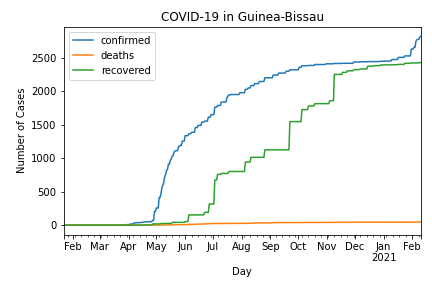 COVID-19 in Guinea-Bissau
confirmed
deaths
recovered
Number of Cases
2500
2000
1500
1000
500
0
Feb Mar Apr May Jun Jul Aug Sep Oct Nov Dec Jan Feb
2021
Day